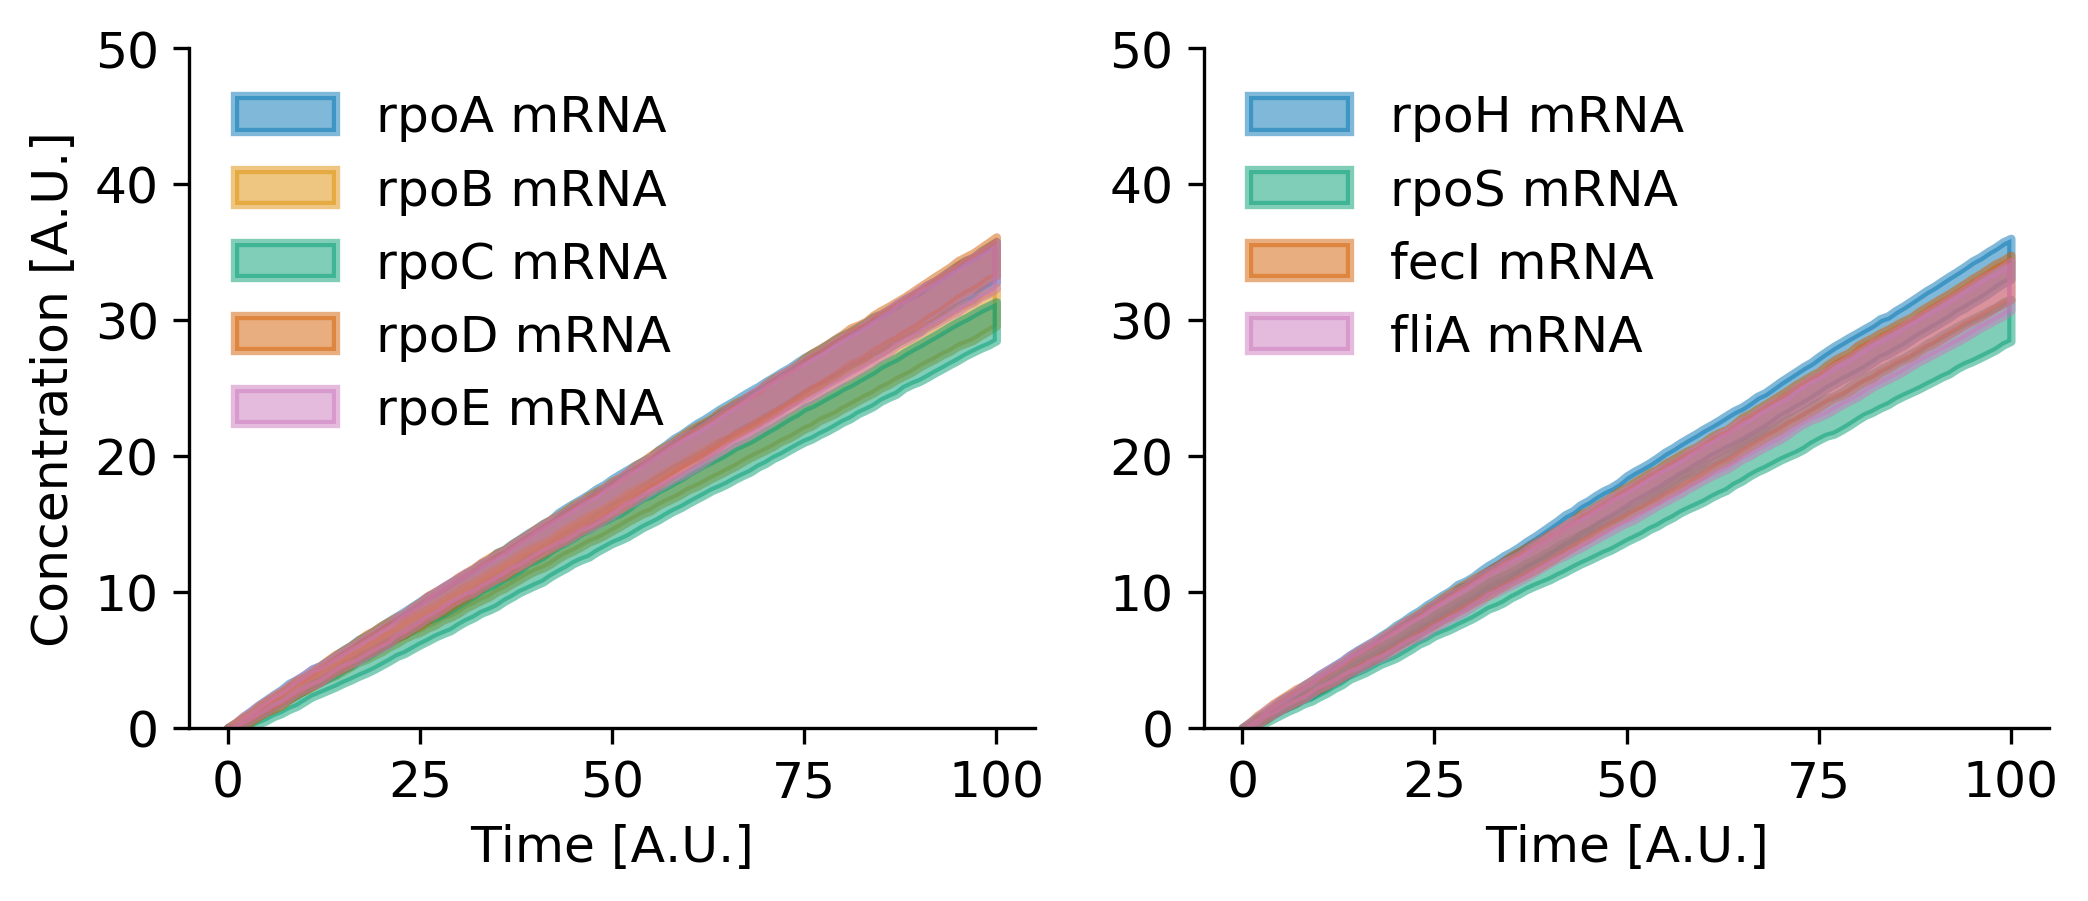 Concentration [A.U.]
50
40
30
20
10
0
rpoA mRNA
rpoB mRNA
rpoC mRNA
rpoD mRNA
rpoE mRNA
0 25 50 75 100
Time [A.U.]
50
40
30
20
10
0
rpoH mRNA
rpoS mRNA
fecI mRNA
fliA mRNA
0 25 50 75 100
Time [A.U.]